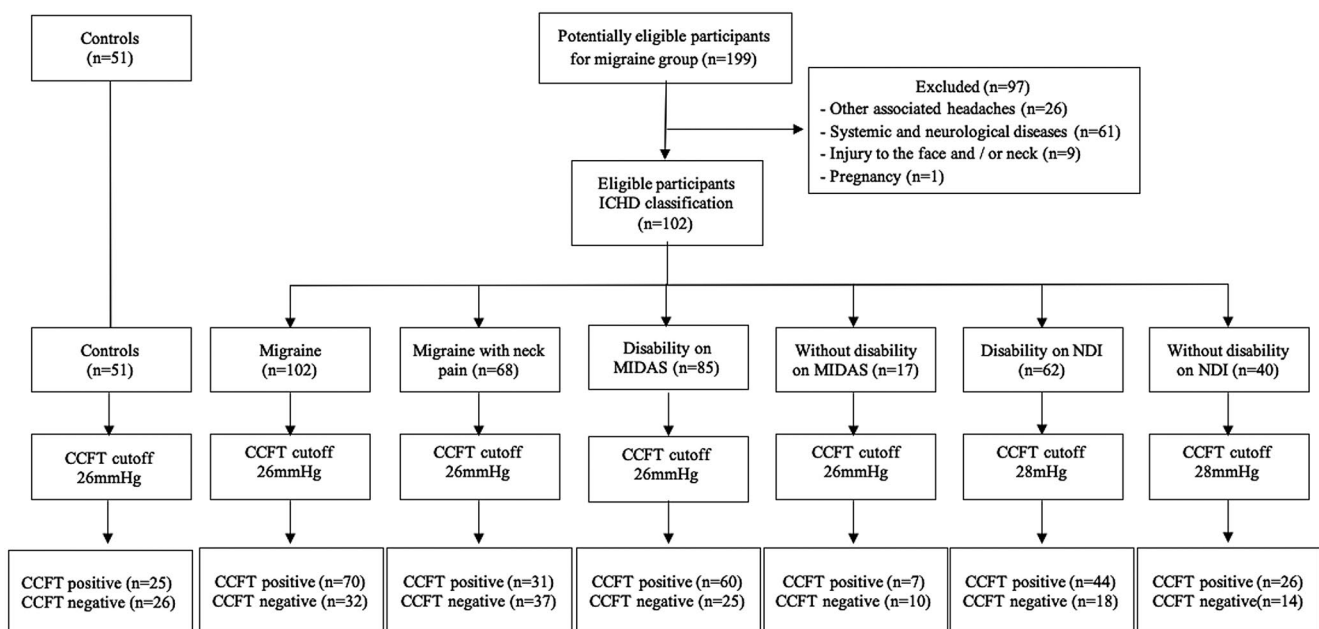 Controls
(n=51)
Potentially eligible participants
for migraine group (n=199)
Excluded (n=97)
- Other associated headaches (n=26)
- Systemic and neurological diseases (n=61)
- Injury to the face and / or neck (n=9)
- Pregnancy (n=1)
Eligible participants
ICHD classification
(n=102)
Controls
(n=51)
Migraine
(n=102)
Migraine with neck
pain (n=68)
Disability on
MIDAS (n=85)
Without disability
on MIDAS (n=17)
Disability on NDI
(n=62)
Without disability
on NDI (n=40)
CCFT cutoff
26mmHg
CCFT cutoff
26mmHg
CCFT cutoff
26mmHg
CCFT cutoff
26mmHg
CCFT cutoff
26mmHg
CCFT cutoff
28mHg
CCFT cutoff
28mmHg
CCFT positive (n=25)
CCFT negative (n=26)
CCFT positive (n=70)
CCFT negative (n=32)
CCFT positive (n=31)
CCFT negative (n=37)
CCFT positive (n=60)
CCFT negative (n=25)
CCFT positive (n=7)
CCFT negative (n=10)
CCFT positive (n=44)
CCFT negative (n=18)
CCFT positive (n=26)
CCFT negative(n=14)